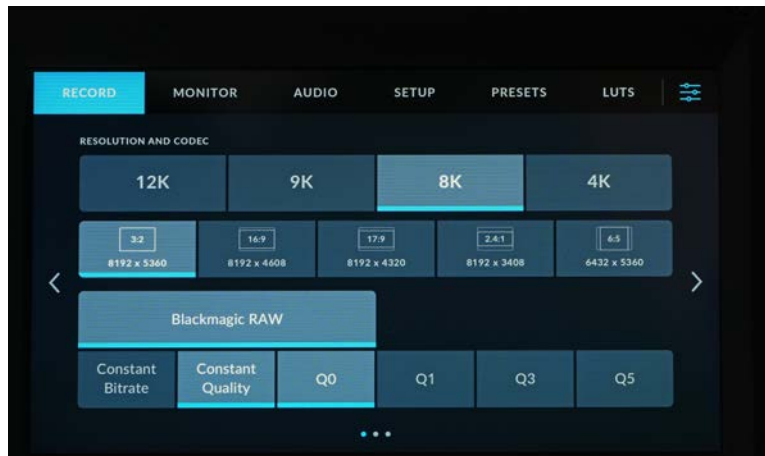 RECORD MONITOR AUDIO SETUP PRESETS LUTS
RESOLUTION AND CODEC
12K 9K 8K 4K
3:2 16:9 17:9 2.4:1 6:5
8192 x 5360 8192 x 4608 8192 x 4320 8192 x 3408 6432 x 5360
Blackmagic RAW
Constant Bitrate Constant Quality Q0 Q1 Q3 Q5